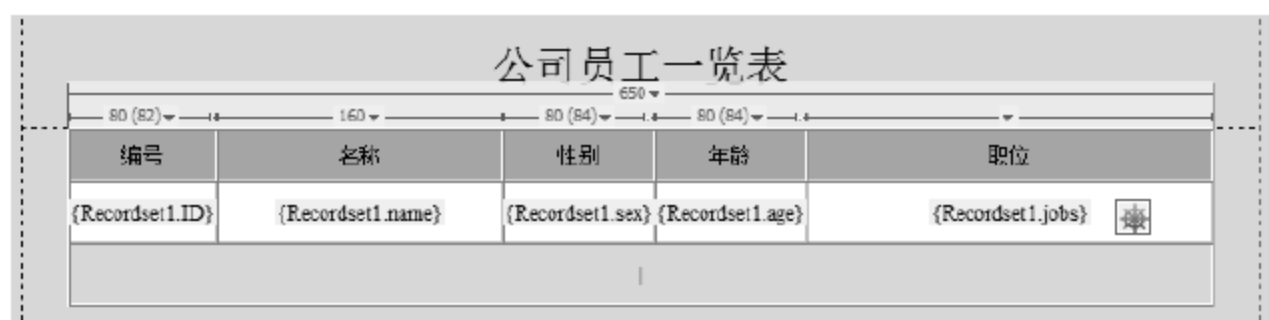 公司员工一览表
650
80 (82) 160 80 (84) 80 (84)
编号 名称 性别 年龄 职位
{Recordset1.ID} {Recordset1.name} {Recordset1.sex} {Recordset1.age} {Recordset1.jobs}